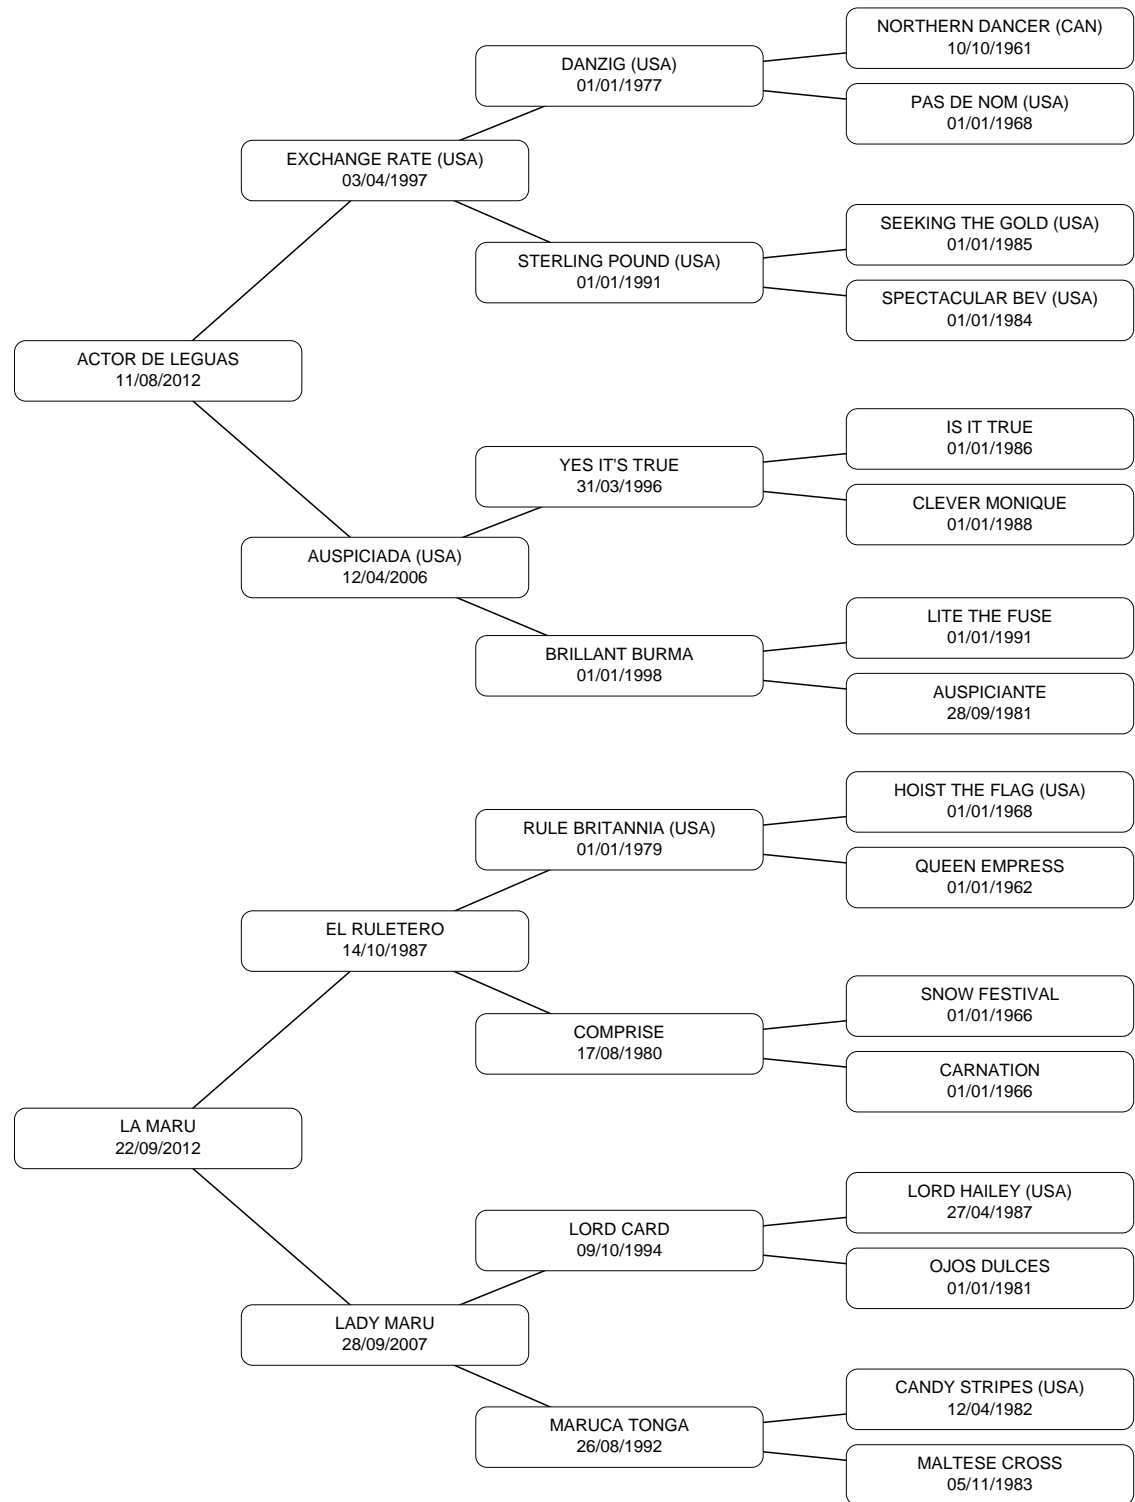 NORTHERN DANCER (CAN)
10/10/1961
DANZIG (USA)
01/01/1977
PAS DE NOM (USA)
01/01/1968
EXCHANGE RATE (USA)
03/04/1997
SEEKING THE GOLD (USA)
01/01/1985
STERLING POUND (USA)
01/01/1991
SPECTACULAR BEV (USA)
01/01/1984
ACTOR DE LEGUAS
11/08/2012
IS IT TRUE
01/01/1986
YES IT'S TRUE
31/03/1996
CLEVER MONIQUE
01/01/1988
AUSPICIADA (USA)
12/04/2006
LITE THE FUSE
01/01/1991
BRILLANT BURMA
01/01/1998
AUSPICIANTE
28/09/1981
HOIST THE FLAG (USA)
01/01/1968
RULE BRITANNIA (USA)
01/01/1979
QUEEN EMPRESS
01/01/1962
EL RULETERO
14/10/1987
SNOW FESTIVAL
01/01/1966
COMPRISE
17/08/1980
CARNATION
01/01/1966
LA MARU
22/09/2012
LORD HAILEY (USA)
27/04/1987
LORD CARD
09/10/1994
OJOS DULCES
01/01/1981
LADY MARU
28/09/2007
CANDY STRIPES (USA)
12/04/1982
MARUCA TONGA
26/08/1992
MALTESE CROSS
05/11/1983